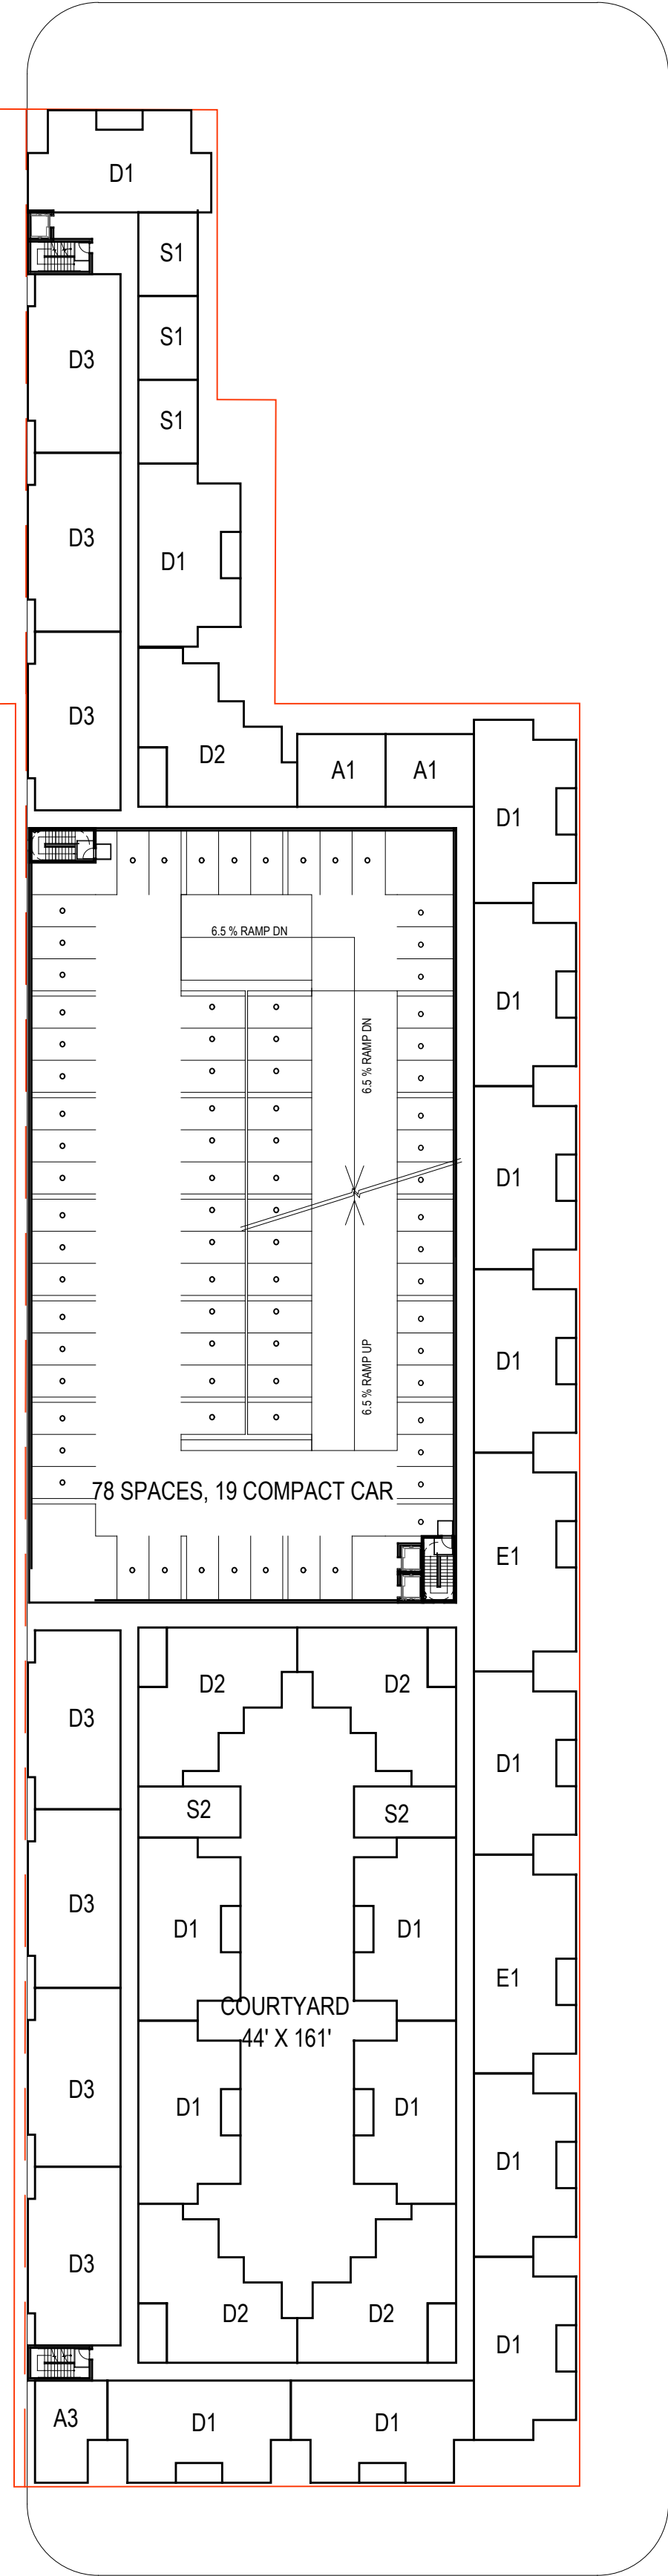 D1
S1
S1
D3
S1
D3
D1
D3
D2
A1
A1
D1
6.5 % RAMP DN
D1
6.5 % RAMP DN
D1
6.5 % RAMP UP
D1
78 SPACES, 19 COMPACT CAR
E1
D2
D2
D3
D1
S2
S2
D3
D1
D1
E1
COURTYARD
44' X 161'
D3
D1
D1
D1
D3
D2
D2
D1
A3
D1
D1